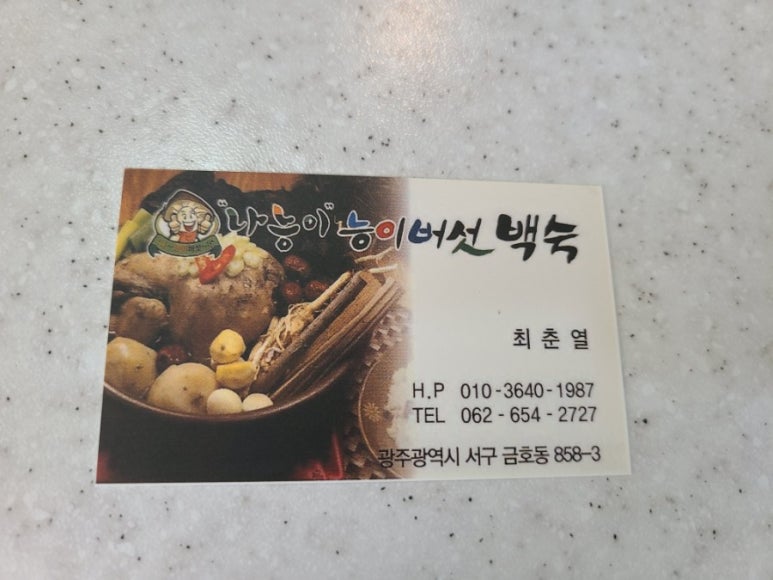 "나능이" 능이버섯 백숙
최춘열
H.P 010-3640-1987
TEL 062-654-2727
광주광역시 서구 금호동 858-3